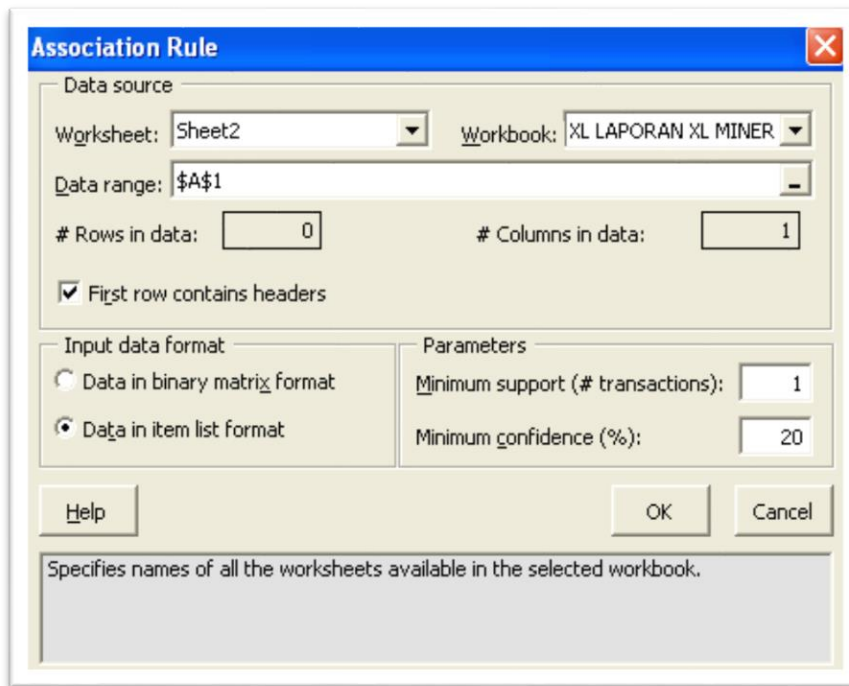 Association Rule
Data source
Worksheet: Sheet2 Workbook: XL LAPORAN XL MINER
Data range: $A$1
# Rows in data: 0 # Columns in data: 1
First row contains headers
Input data format Parameters
Data in binary matrix format Minimum support (# transactions): 1
Data in item list format Minimum confidence (%): 20
Help OK Cancel
Specifies names of all the worksheets available in the selected workbook.